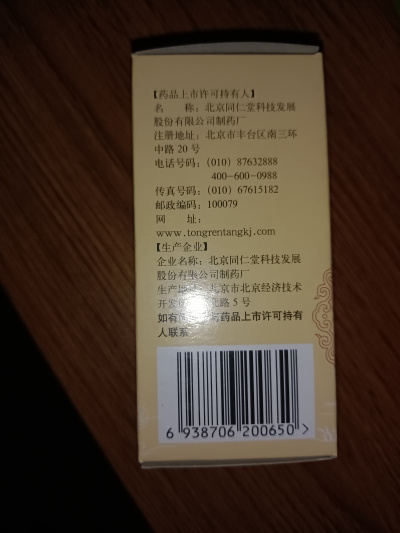 【药品上市许可持有人】
名　　称：北京同仁堂科技发展
股份有限公司制药厂
注册地址：北京市丰台区南三环
中路 20 号
电话号码：（010）87632888
400-600-0988
传真号码：（010）67615182
邮政编码：100079
网　　址：
www.tongrentangkj.com
【生产企业】
企业名称：北京同仁堂科技发展
股份有限公司制药厂
生产地址：北京市北京经济技术
开发 路 5 号
如有 药品上市许可持有
人联系
6 938706 200650>